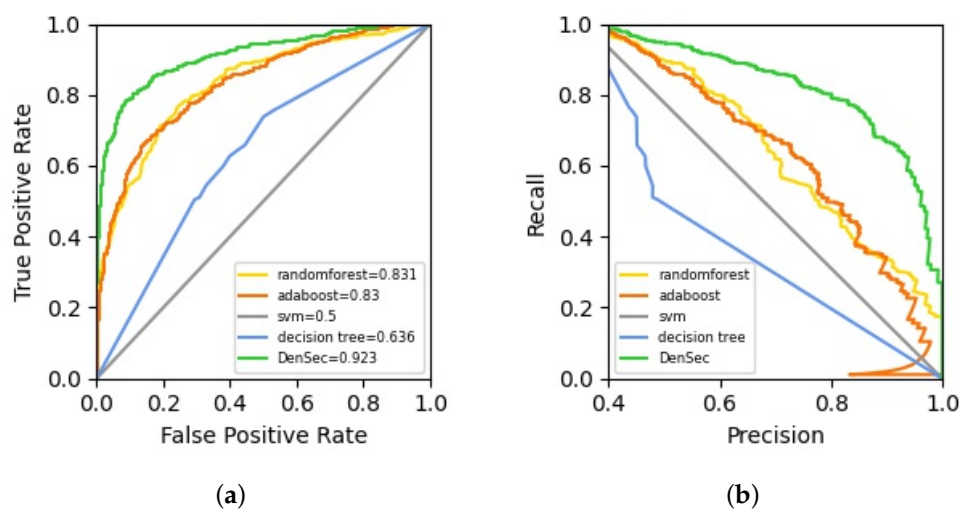 True Positive Rate
1.0
0.8
0.6
0.4
0.2
0.0
randomforest=0.831
adaboost=0.83
svm=0.5
decision tree=0.636
DenSec=0.923
0.0 0.2 0.4 0.6 0.8 1.0
False Positive Rate
(a)
Recall
1.0
0.8
0.6
0.4
0.2
0.0
randomforest
adaboost
svm
decision tree
DenSec
0.4 0.6 0.8 1.0
Precision
(b)